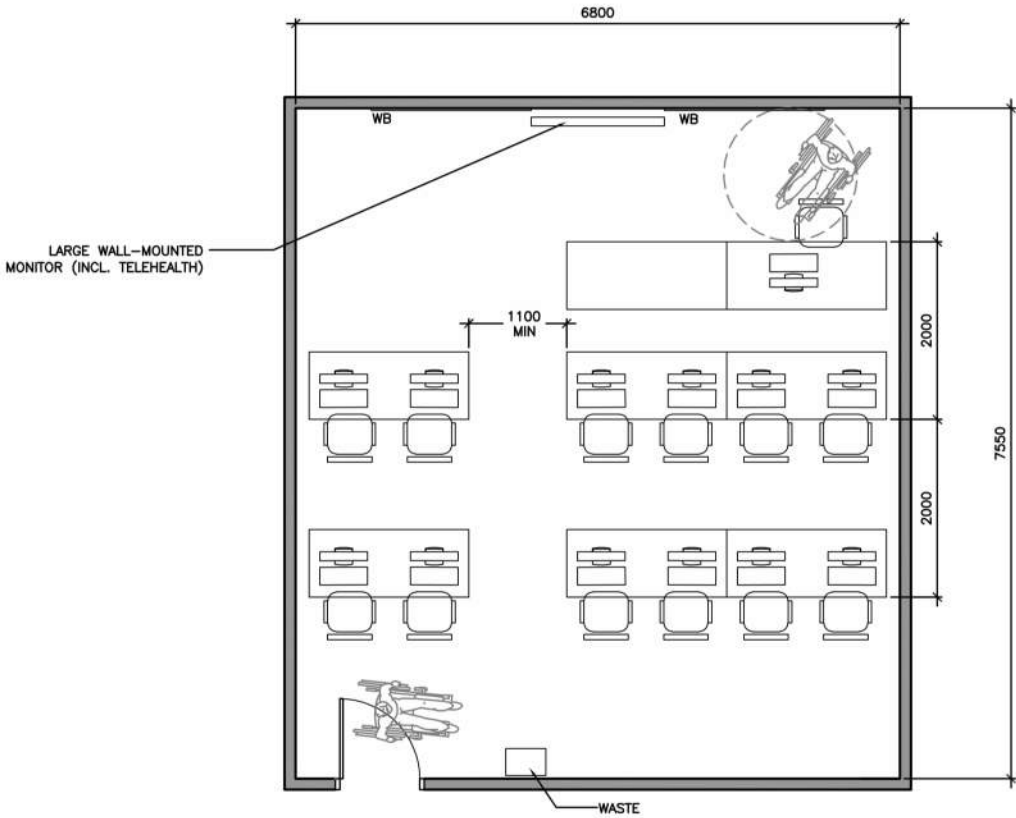 6800
WB
WB
LARGE WALL-MOUNTED
MONITOR (INCL. TELEHEALTH)
1100
MIN
2000
7550
2000
WASTE